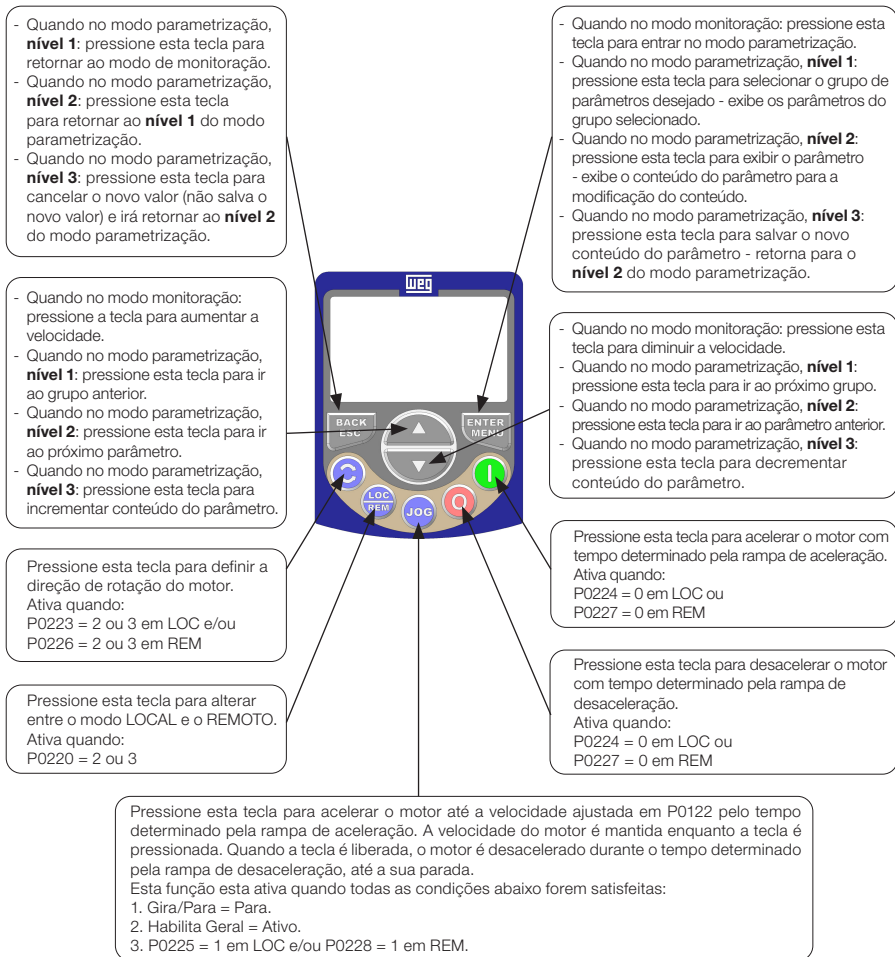 - Quando no modo parametrização,
nível 1: pressione esta tecla para
retornar ao modo de monitoração.
- Quando no modo parametrização,
nível 2: pressione esta tecla
para retornar ao nível 1 do modo
parametrização.
- Quando no modo parametrização,
nível 3: pressione esta tecla para
cancelar o novo valor (não salva o
novo valor) e irá retornar ao nível 2
do modo parametrização.
- Quando no modo monitoração: pressione esta
tecla para entrar no modo parametrização.
- Quando no modo parametrização, nível 1:
pressione esta tecla para selecionar o grupo de
parâmetros desejado - exibe os parâmetros do
grupo selecionado.
- Quando no modo parametrização, nível 2:
pressione esta tecla para exibir o parâmetro
- exibe o conteúdo do parâmetro para a
modificação do conteúdo.
- Quando no modo parametrização, nível 3:
pressione esta tecla para salvar o novo
conteúdo do parâmetro - retorna para o
nível 2 do modo parametrização.
- Quando no modo monitoração:
pressione a tecla para aumentar a
velocidade.
- Quando no modo parametrização,
nível 1: pressione esta tecla para ir
ao grupo anterior.
- Quando no modo parametrização,
nível 2: pressione esta tecla para ir
ao próximo parâmetro.
- Quando no modo parametrização,
nível 3: pressione esta tecla para
incrementar conteúdo do parâmetro.
weg
BACK
ESC
ENTER
MENU
LOC
REM
JOG
- Quando no modo monitoração: pressione esta
tecla para diminuir a velocidade.
- Quando no modo parametrização, nível 1:
pressione esta tecla para ir ao próximo grupo.
- Quando no modo parametrização, nível 2:
pressione esta tecla para ir ao parâmetro anterior.
- Quando no modo parametrização, nível 3:
pressione esta tecla para decrementar
conteúdo do parâmetro.
Pressione esta tecla para definir a
direção de rotação do motor.
Ativa quando:
P0223 = 2 ou 3 em LOC e/ou
P0226 = 2 ou 3 em REM
Pressione esta tecla para acelerar o motor com
tempo determinado pela rampa de aceleração.
Ativa quando:
P0224 = 0 em LOC ou
P0227 = 0 em REM
Pressione esta tecla para alterar
entre o modo LOCAL e o REMOTO.
Ativa quando:
P0220 = 2 ou 3
Pressione esta tecla para desacelerar o motor
com tempo determinado pela rampa de
desaceleração.
Ativa quando:
P0224 = 0 em LOC ou
P0227 = 0 em REM
Pressione esta tecla para acelerar o motor até a velocidade ajustada em P0122 pelo tempo
determinado pela rampa de aceleração. A velocidade do motor é mantida enquanto a tecla é
pressionada. Quando a tecla é liberada, o motor é desacelerado durante o tempo determinado
pela rampa de desaceleração, até a sua parada.
Esta função esta ativa quando todas as condições abaixo forem satisfeitas:
1. Gira/Para = Para.
2. Habilita Geral = Ativo.
3. P0225 = 1 em LOC e/ou P0228 = 1 em REM.